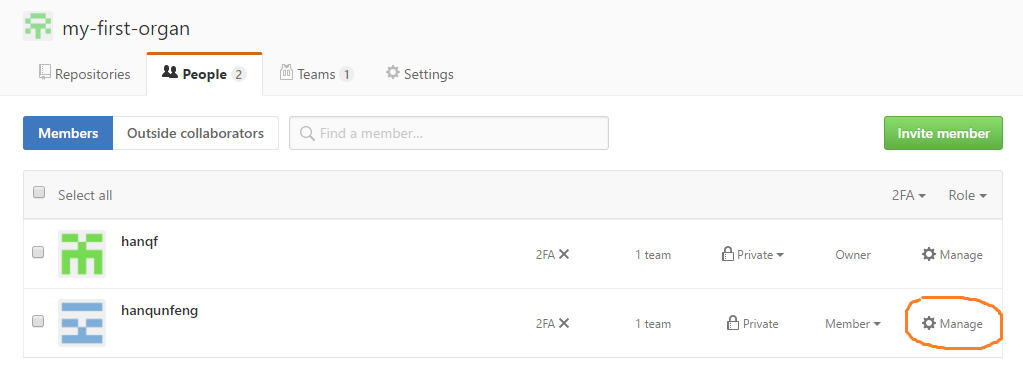 my-first-organ
Repositories People 2 Teams 1 Settings
Members Outside collaborators Find a member... Invite member
Select all 2FA Role
hanqf 2FA 1 team Private Owner Manage
hanqunfeng 2FA 1 team Private Member Manage